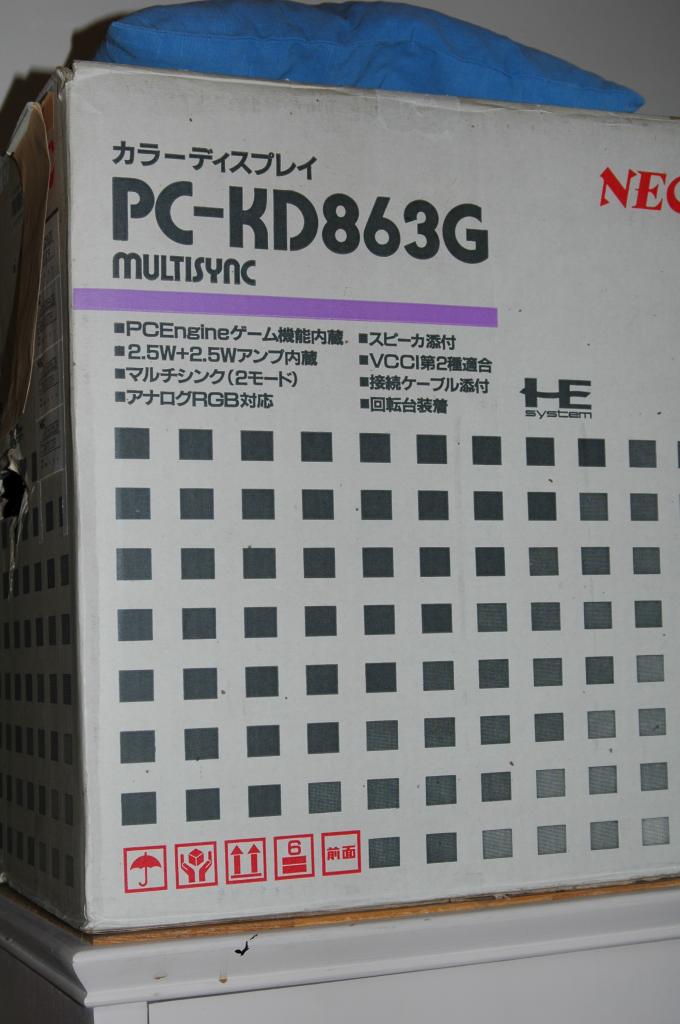 カラーディスプレイ
NEC
PC-KD863G
MULTISYNC
■PCEngineゲーム機能内蔵
■2.5W+2.5Wアンプ内蔵
■マルチシンク(2モード)
■アナログRGB対応
■スピーカ添付
■VCCI第2種適合
■接続ケーブル添付
■回転台装着
HE
system
6
前面